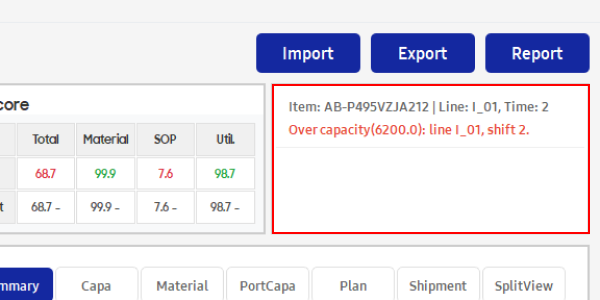 Import Export Report
core
Item: AB-P495VZJA212 | Line: I_01, Time: 2
Over capacity(6200.0): line I_01, shift 2.
Total Material SOP Util.
68.7 99.9 7.6 98.7
t 68.7 - 99.9 - 7.6 - 98.7 -
mmary Capa Material PortCapa Plan Shipment SplitView